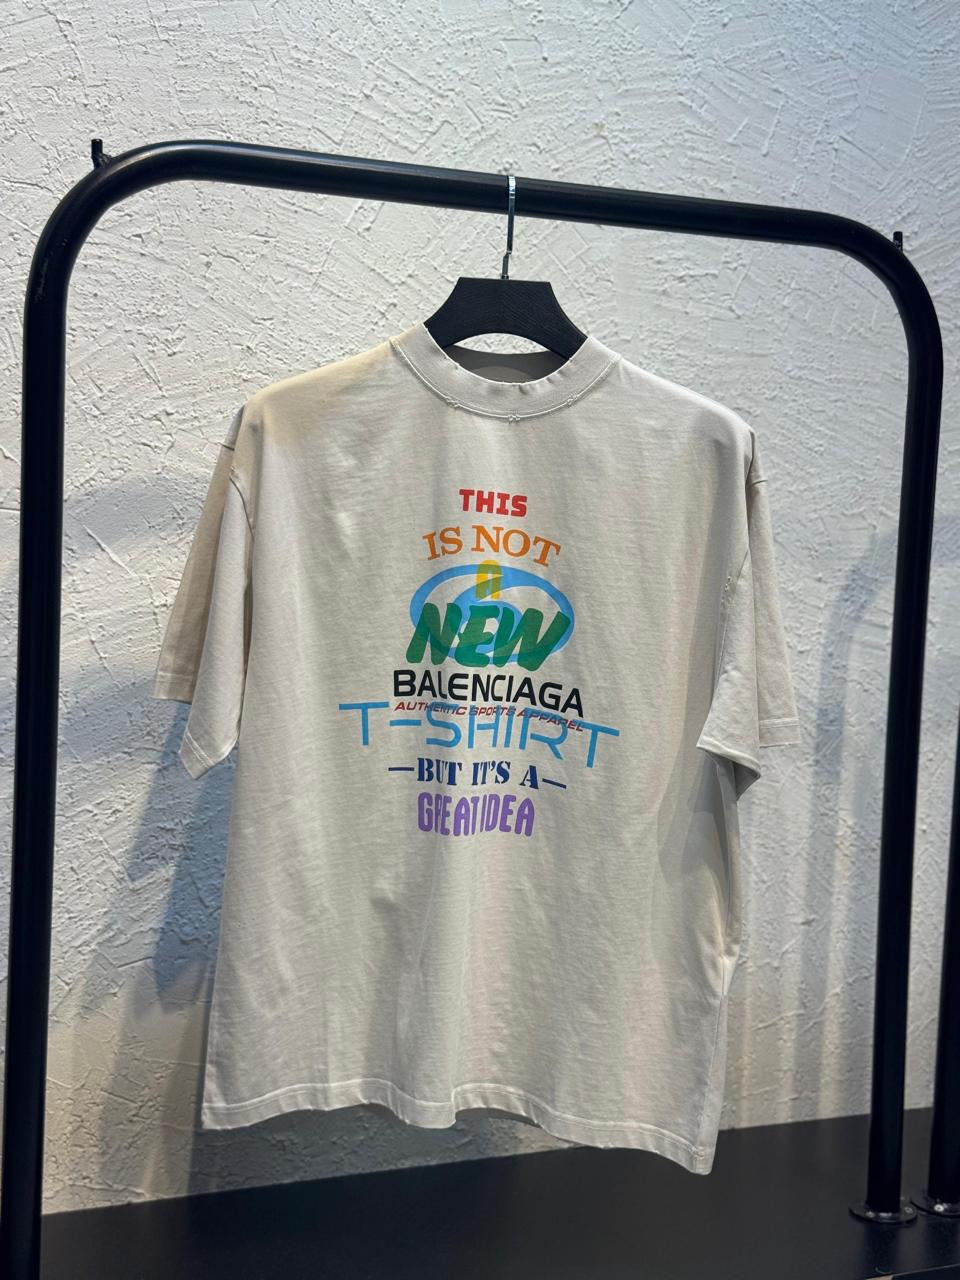 THIS
IS NOT
A
NEW
BALENCIAGA
AUTHENTIC SPORTS APPAREL
T-SHIRT
—BUT IT'S A—
GREAT IDEA